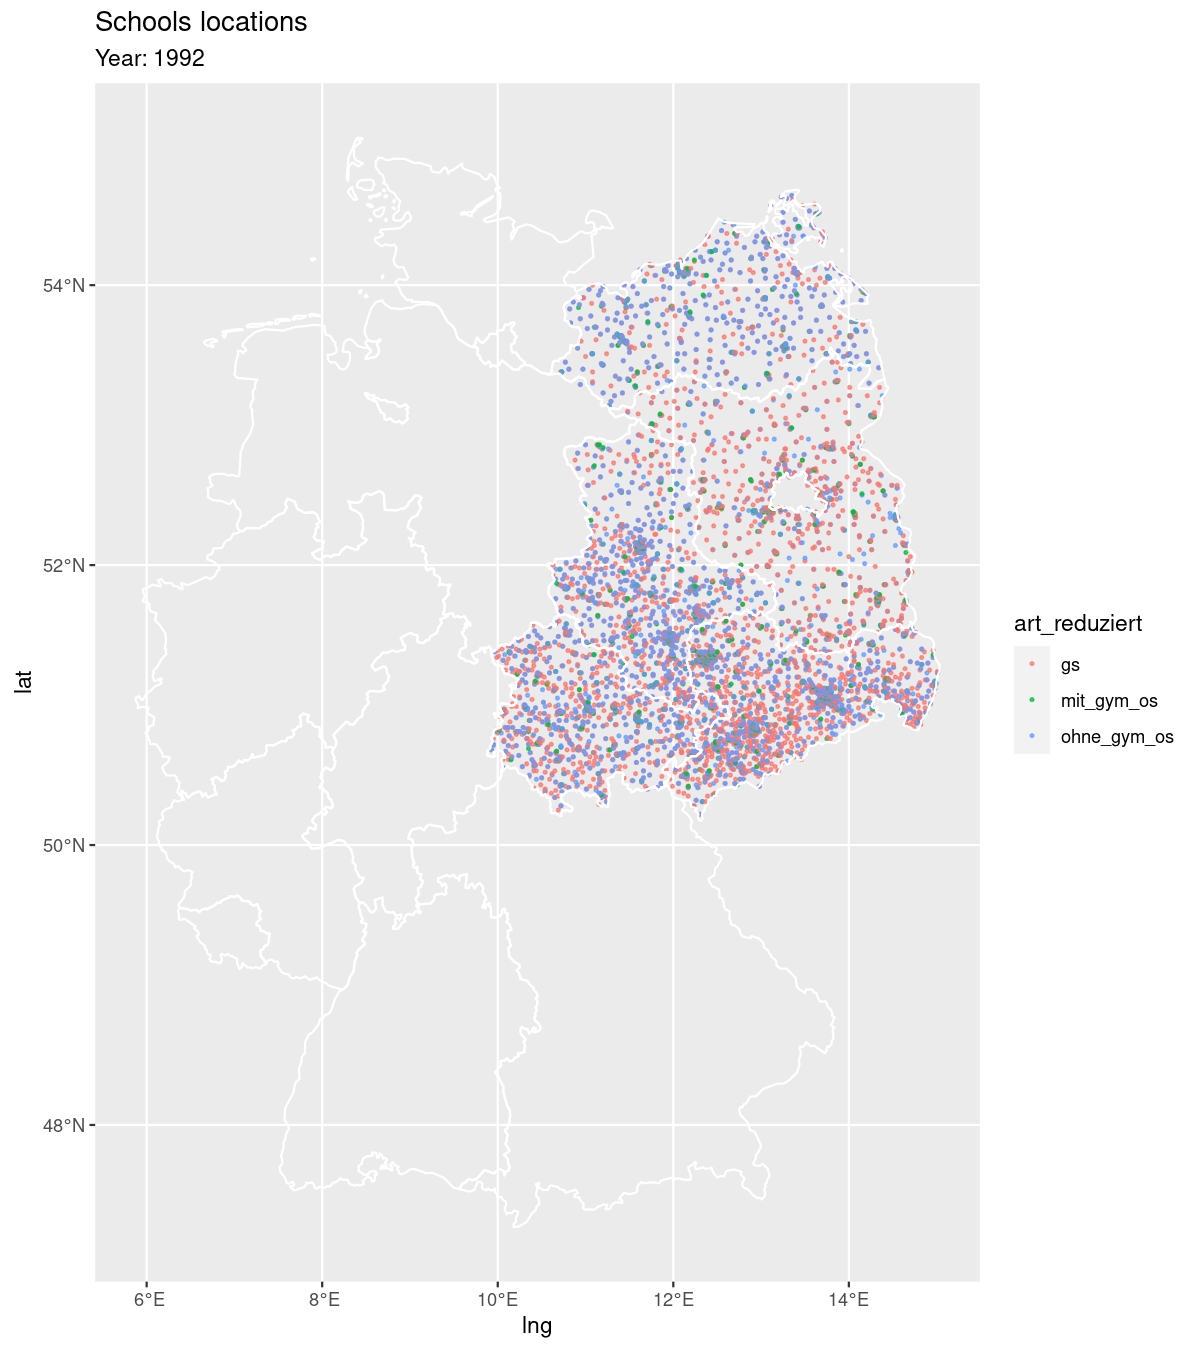 Schools locations
Year: 1992
54°N
52°N
50°N
48°N
lat
6°E 8°E 10°E 12°E 14°E
lng
art_reduziert
gs
mit_gym_os
ohne_gym_os